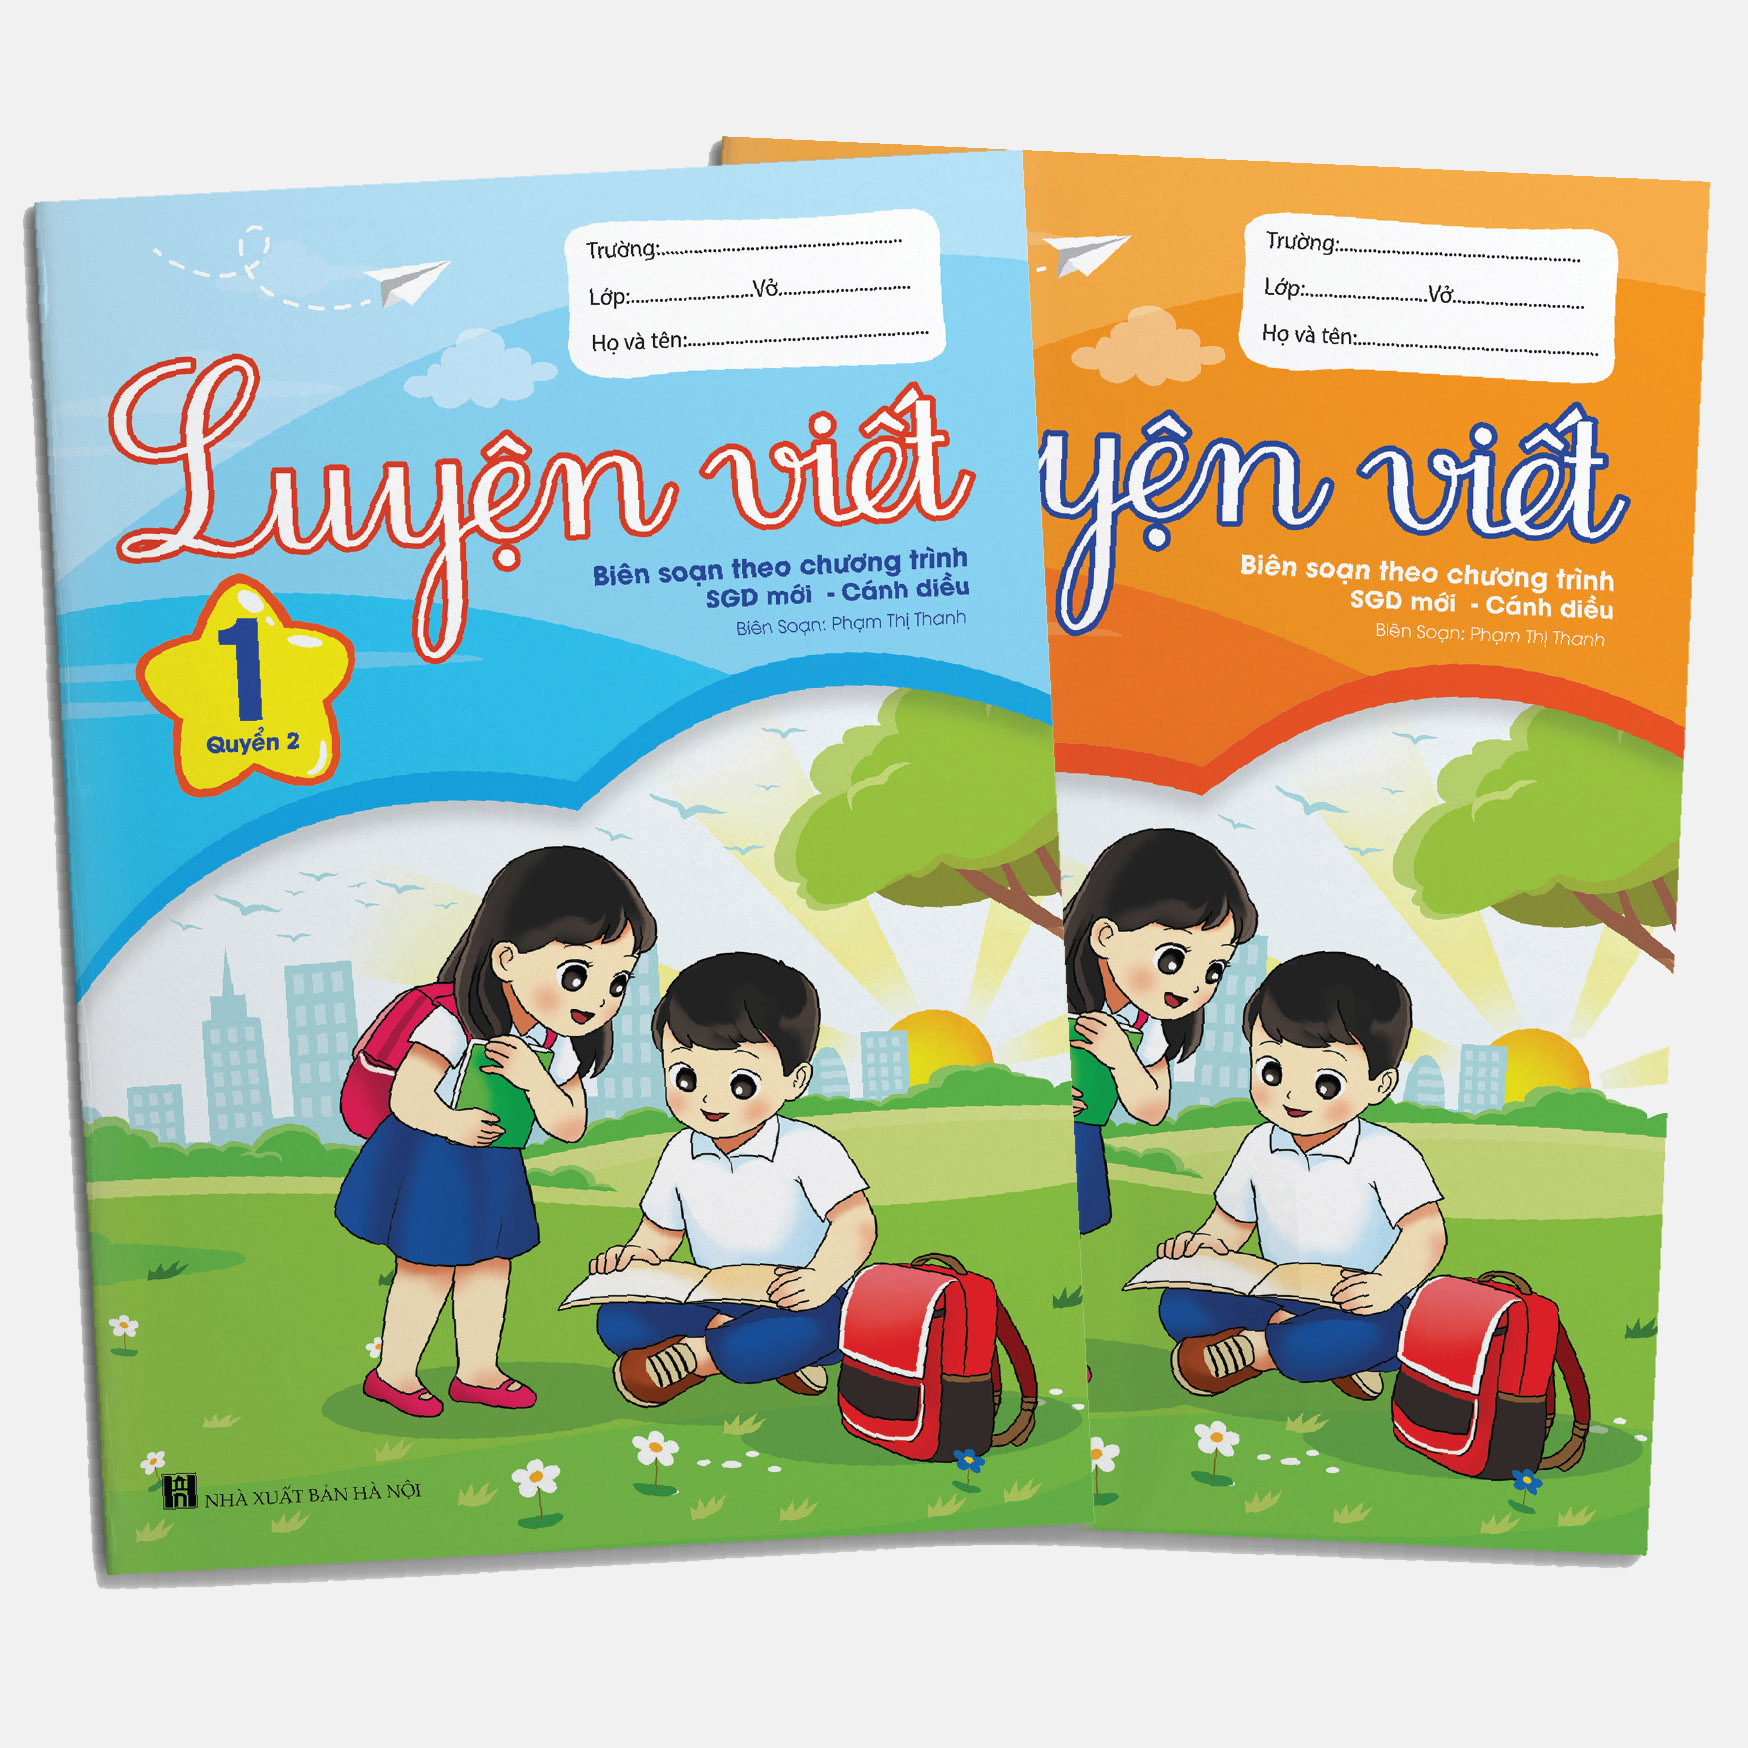 Trường:
Lớp: Vở
Họ và tên:
Luyện viết
Biên soạn theo chương trình
SGD mới - Cánh diều
Biên Soạn: Phạm Thị Thanh
1
Quyển 2
NHÀ XUẤT BẢN HÀ NỘI
Trường:
Lớp: Vở
Họ và tên:
yện viết
Biên soạn theo chương trình
SGD mới - Cánh diều
Biên Soạn: Phạm Thị Thanh